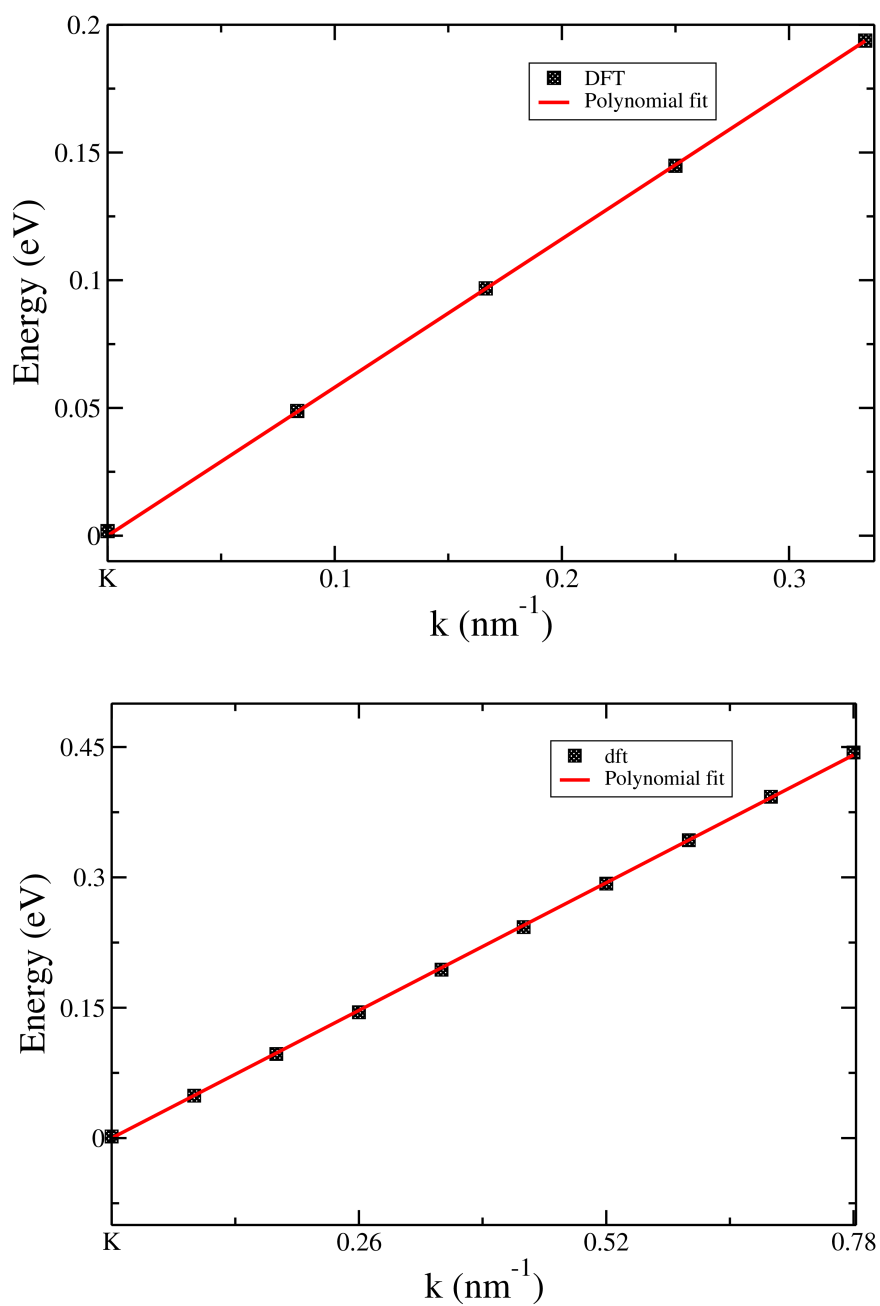 0.2
0.15
0.1
0.05
0
Energy (eV)
DFT
Polynomial fit
K 0.1 0.2 0.3
k (nm⁻¹)
0.45
0.3
0.15
0
Energy (eV)
dft
Polynomial fit
K 0.26 0.52 0.78
k (nm⁻¹)